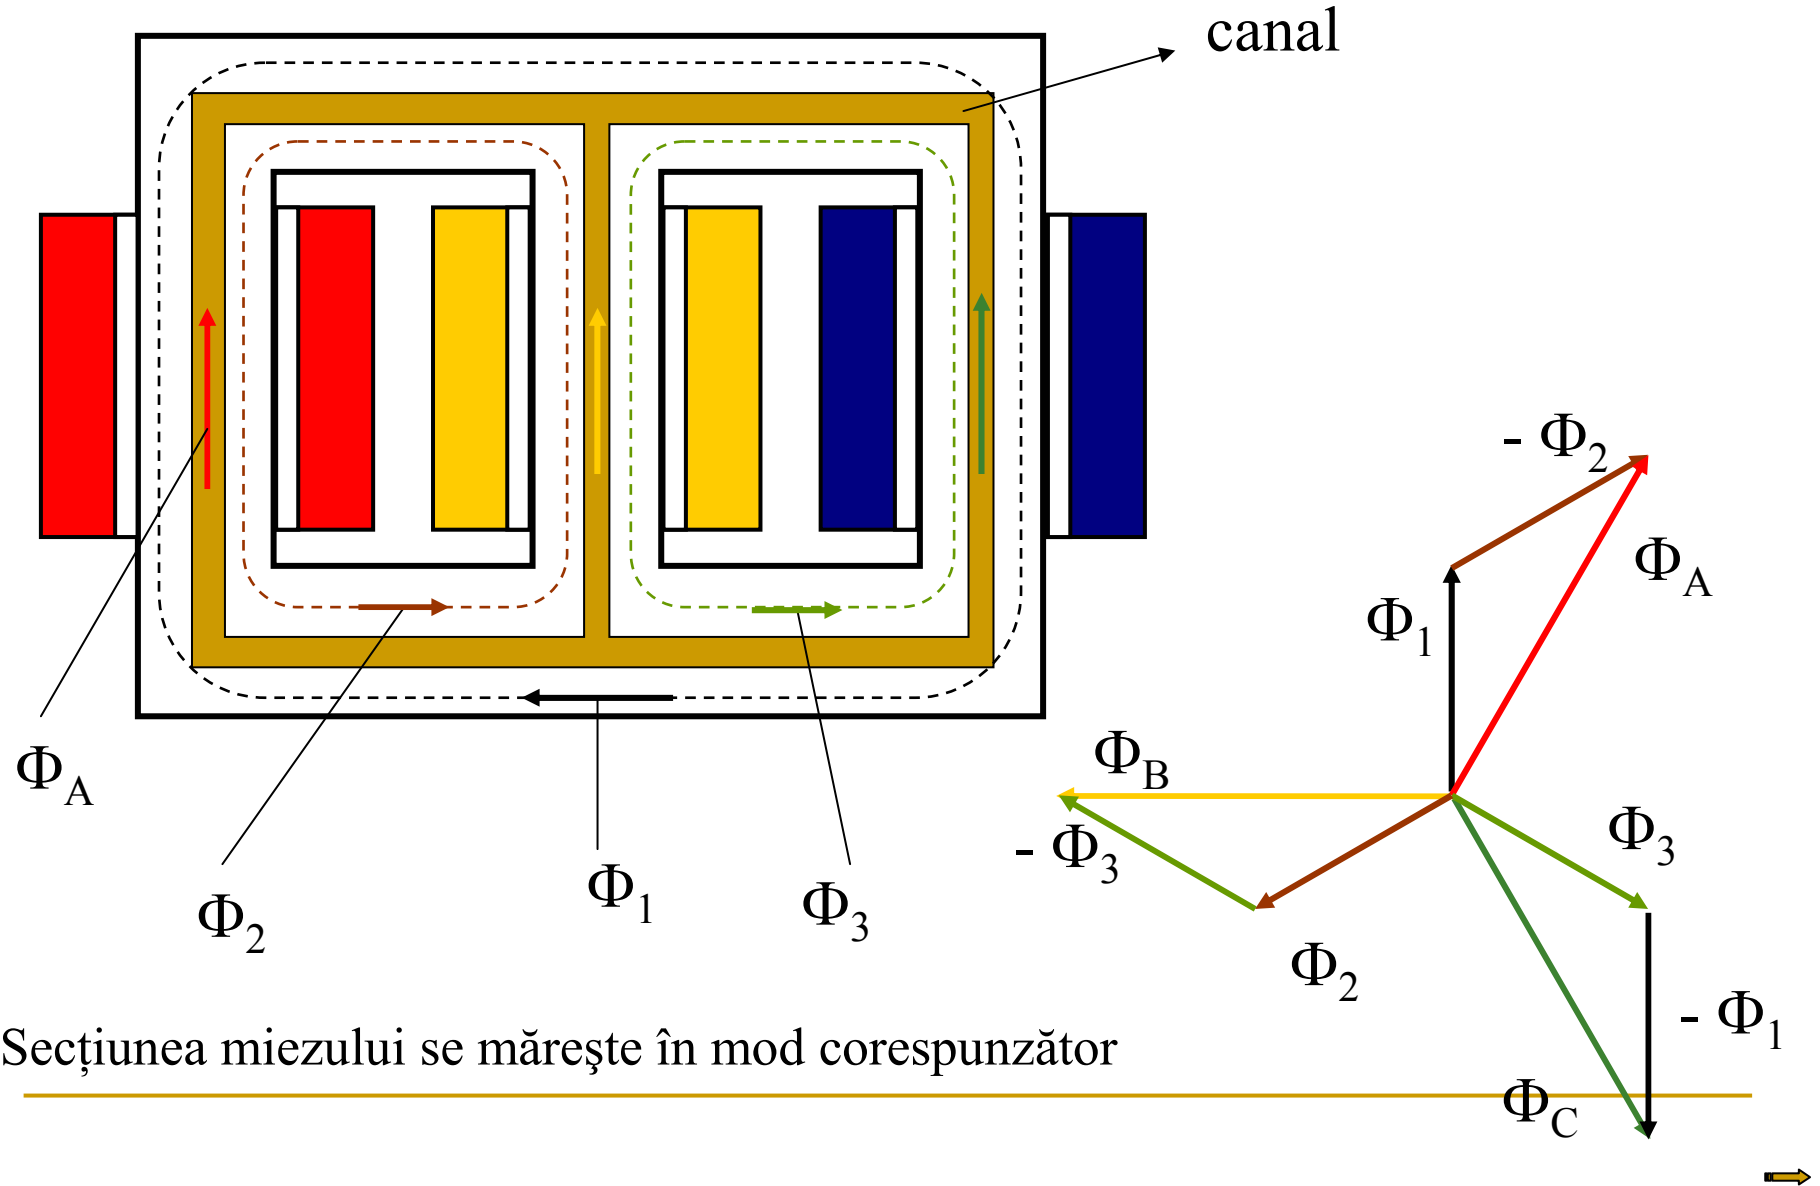 canal
- Φ2
ΦA
Φ1
ΦB
ΦA
- Φ3
Φ3
Φ2
Φ1
Φ3
Φ2
- Φ1
Secțiunea miezului se măreşte în mod corespunzător
ΦC